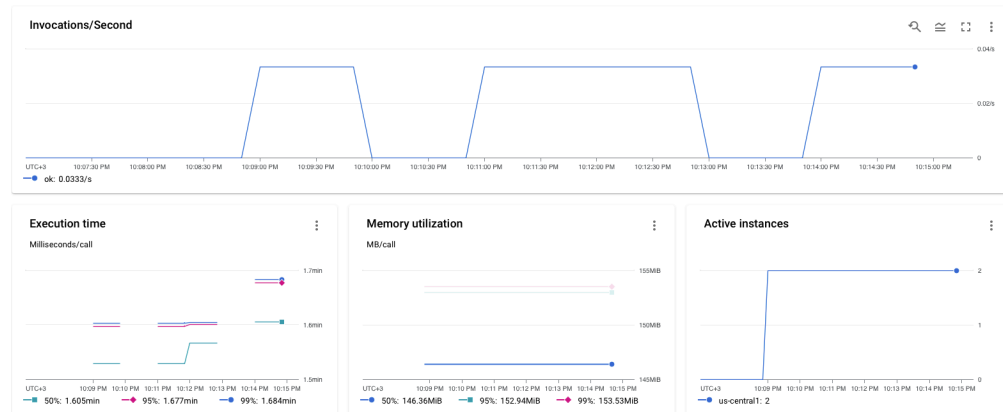 Invocations/Second
0.04/s
0.02/s
0
UTC+3 10:07:30 PM 10:08:00 PM 10:08:30 PM 10:09:00 PM 10:09:30 PM 10:10:00 PM 10:10:30 PM 10:11:00 PM 10:11:30 PM 10:12:00 PM 10:12:30 PM 10:13:00 PM 10:13:30 PM 10:14:00 PM 10:14:30 PM 10:15:00 PM
ok: 0.0333/s
Execution time
Milliseconds/call
1.7min
1.6min
1.5min
UTC+3 10:09 PM 10:10 PM 10:11 PM 10:12 PM 10:13 PM 10:14 PM 10:15 PM
50%: 1.605min 95%: 1.677min 99%: 1.684min
Memory utilization
MB/call
155MiB
150MiB
145MiB
UTC+3 10:09 PM 10:10 PM 10:11 PM 10:12 PM 10:13 PM 10:14 PM 10:15 PM
50%: 146.36MiB 95%: 152.94MiB 99%: 153.53MiB
Active instances
2
1
0
UTC+3 10:09 PM 10:10 PM 10:11 PM 10:12 PM 10:13 PM 10:14 PM 10:15 PM
us-central1: 2